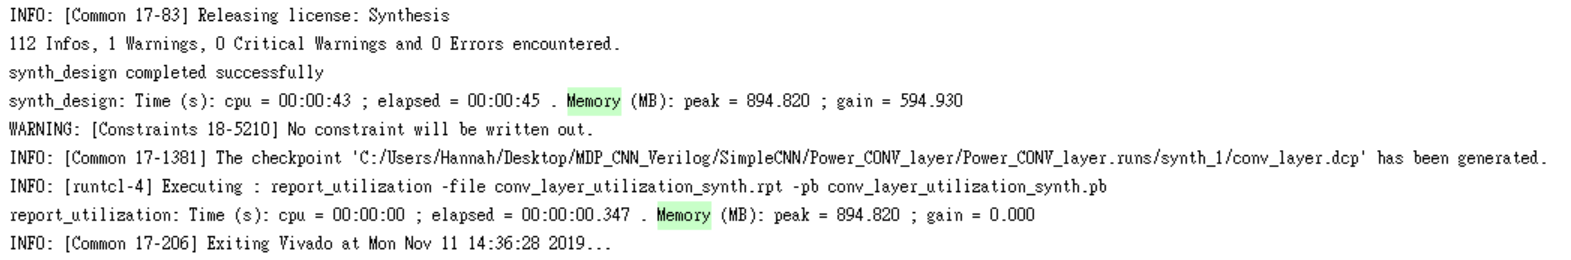 INFO: [Common 17-83] Releasing license: Synthesis
112 Infos, 1 Warnings, 0 Critical Warnings and 0 Errors encountered.
synth_design completed successfully
synth_design: Time (s): cpu = 00:00:43 ; elapsed = 00:00:45 . Memory (MB): peak = 894.820 ; gain = 594.930
WARNING: [Constraints 18-5210] No constraint will be written out.
INFO: [Common 17-1381] The checkpoint 'C:/Users/Hannah/Desktop/MDP_CNN_Verilog/SimpleCNN/Power_CONV_layer/Power_CONV_layer.runs/synth_1/conv_layer.dcp' has been generated.
INFO: [runtcl-4] Executing : report_utilization -file conv_layer_utilization_synth.rpt -pb conv_layer_utilization_synth.pb
report_utilization: Time (s): cpu = 00:00:00 ; elapsed = 00:00:00.347 . Memory (MB): peak = 894.820 ; gain = 0.000
INFO: [Common 17-206] Exiting Vivado at Mon Nov 11 14:36:28 2019...